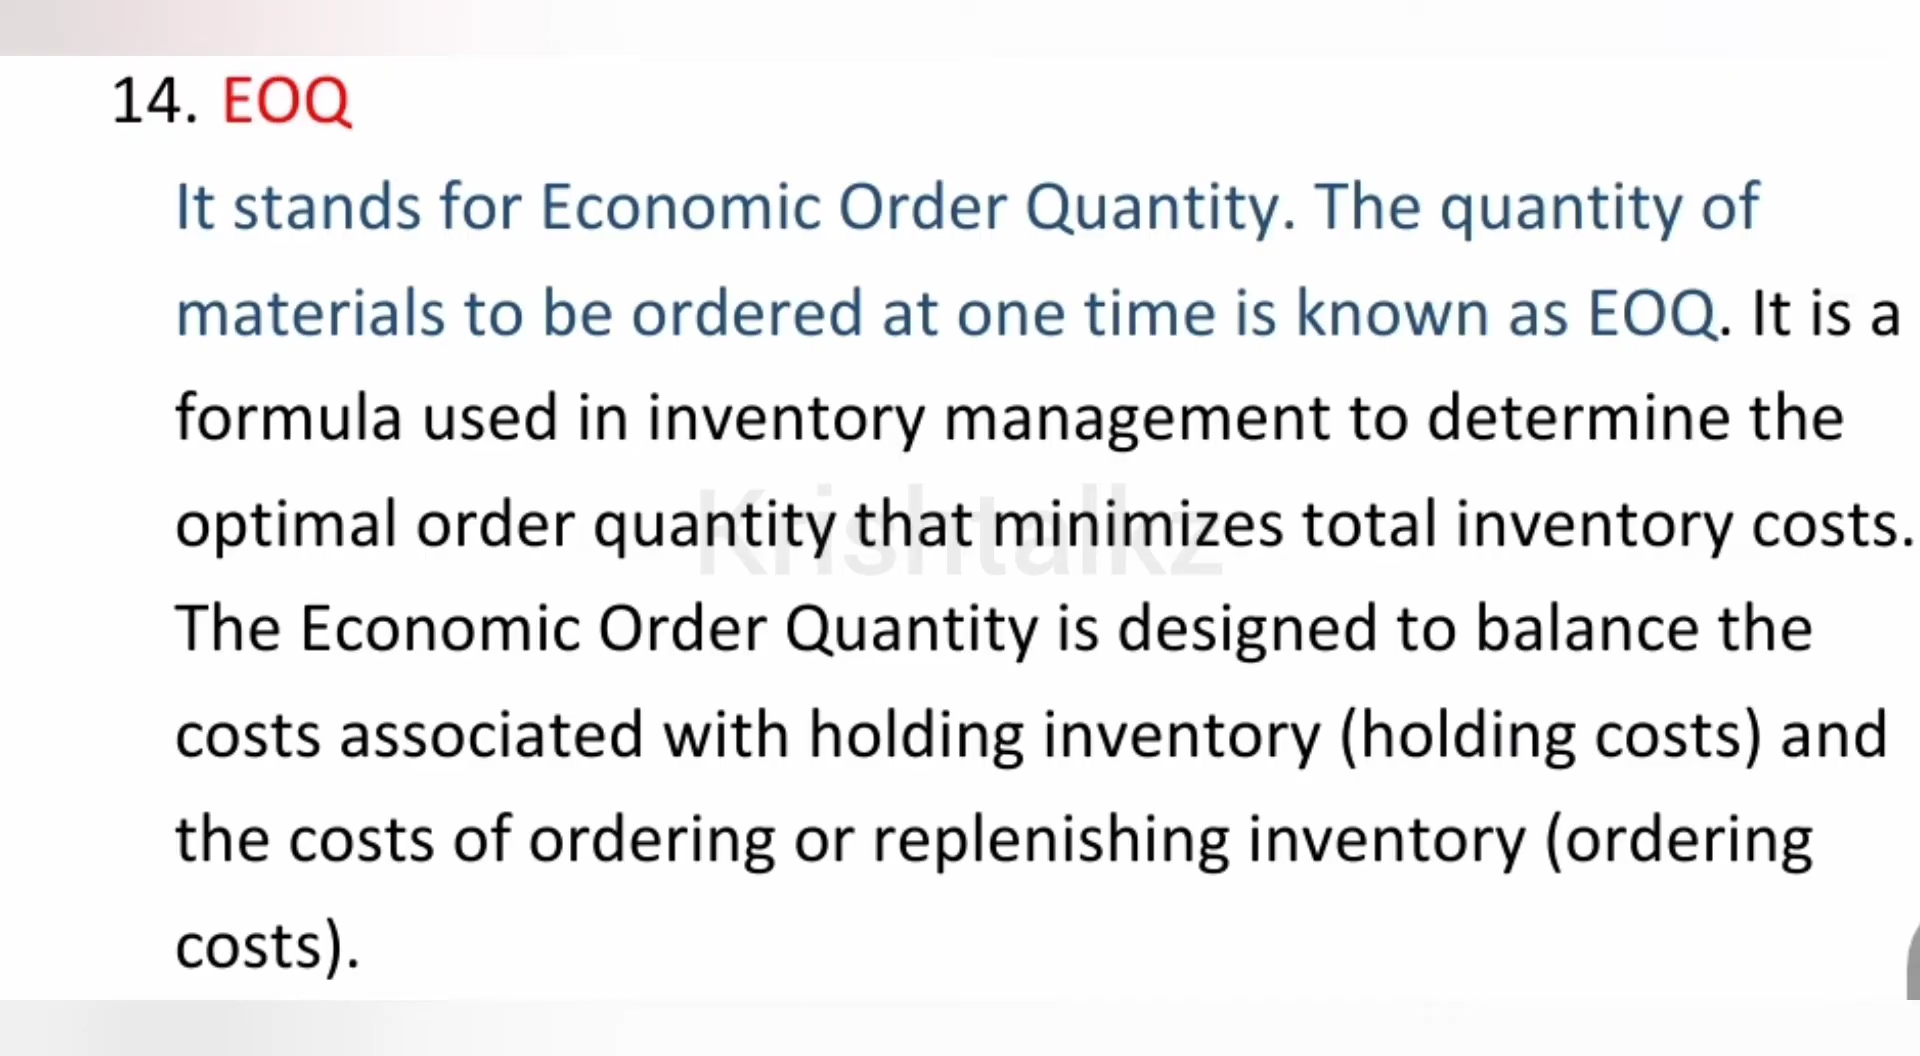 14. EOQ
It stands for Economic Order Quantity. The quantity of
materials to be ordered at one time is known as EOQ. It is a
formula used in inventory management to determine the
optimal order quantity that minimizes total inventory costs.
Krishtalkz
The Economic Order Quantity is designed to balance the
costs associated with holding inventory (holding costs) and
the costs of ordering or replenishing inventory (ordering
costs).